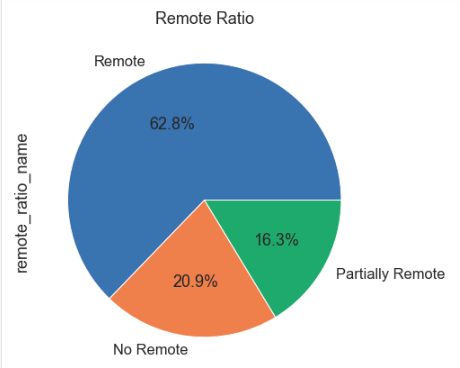 Remote Ratio
Remote
62.8%
remote_ratio_name
16.3%
Partially Remote
20.9%
No Remote